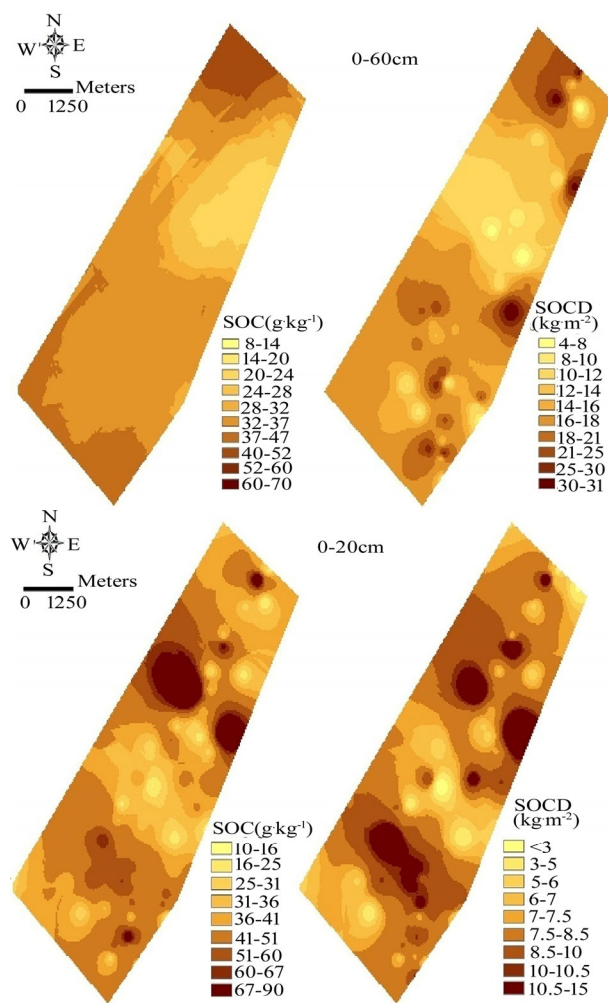 N
W' E
S
Meters
0 1250
0-60cm
SOC(g·kg⁻¹)
8-14
14-20
20-24
24-28
28-32
32-37
37-47
40-52
52-60
60-70
SOCD
(kg·m⁻²)
4-8
8-10
10-12
12-14
14-16
16-18
18-21
21-25
25-30
30-31
N
W' E
S
Meters
0 1250
0-20cm
SOC(g·kg⁻¹)
10-16
16-25
25-31
31-36
36-41
41-51
51-60
60-67
67-90
SOCD
(kg·m⁻²)
<3
3-5
5-6
6-7
7-7.5
7.5-8.5
8.5-10
10-10.5
10.5-15